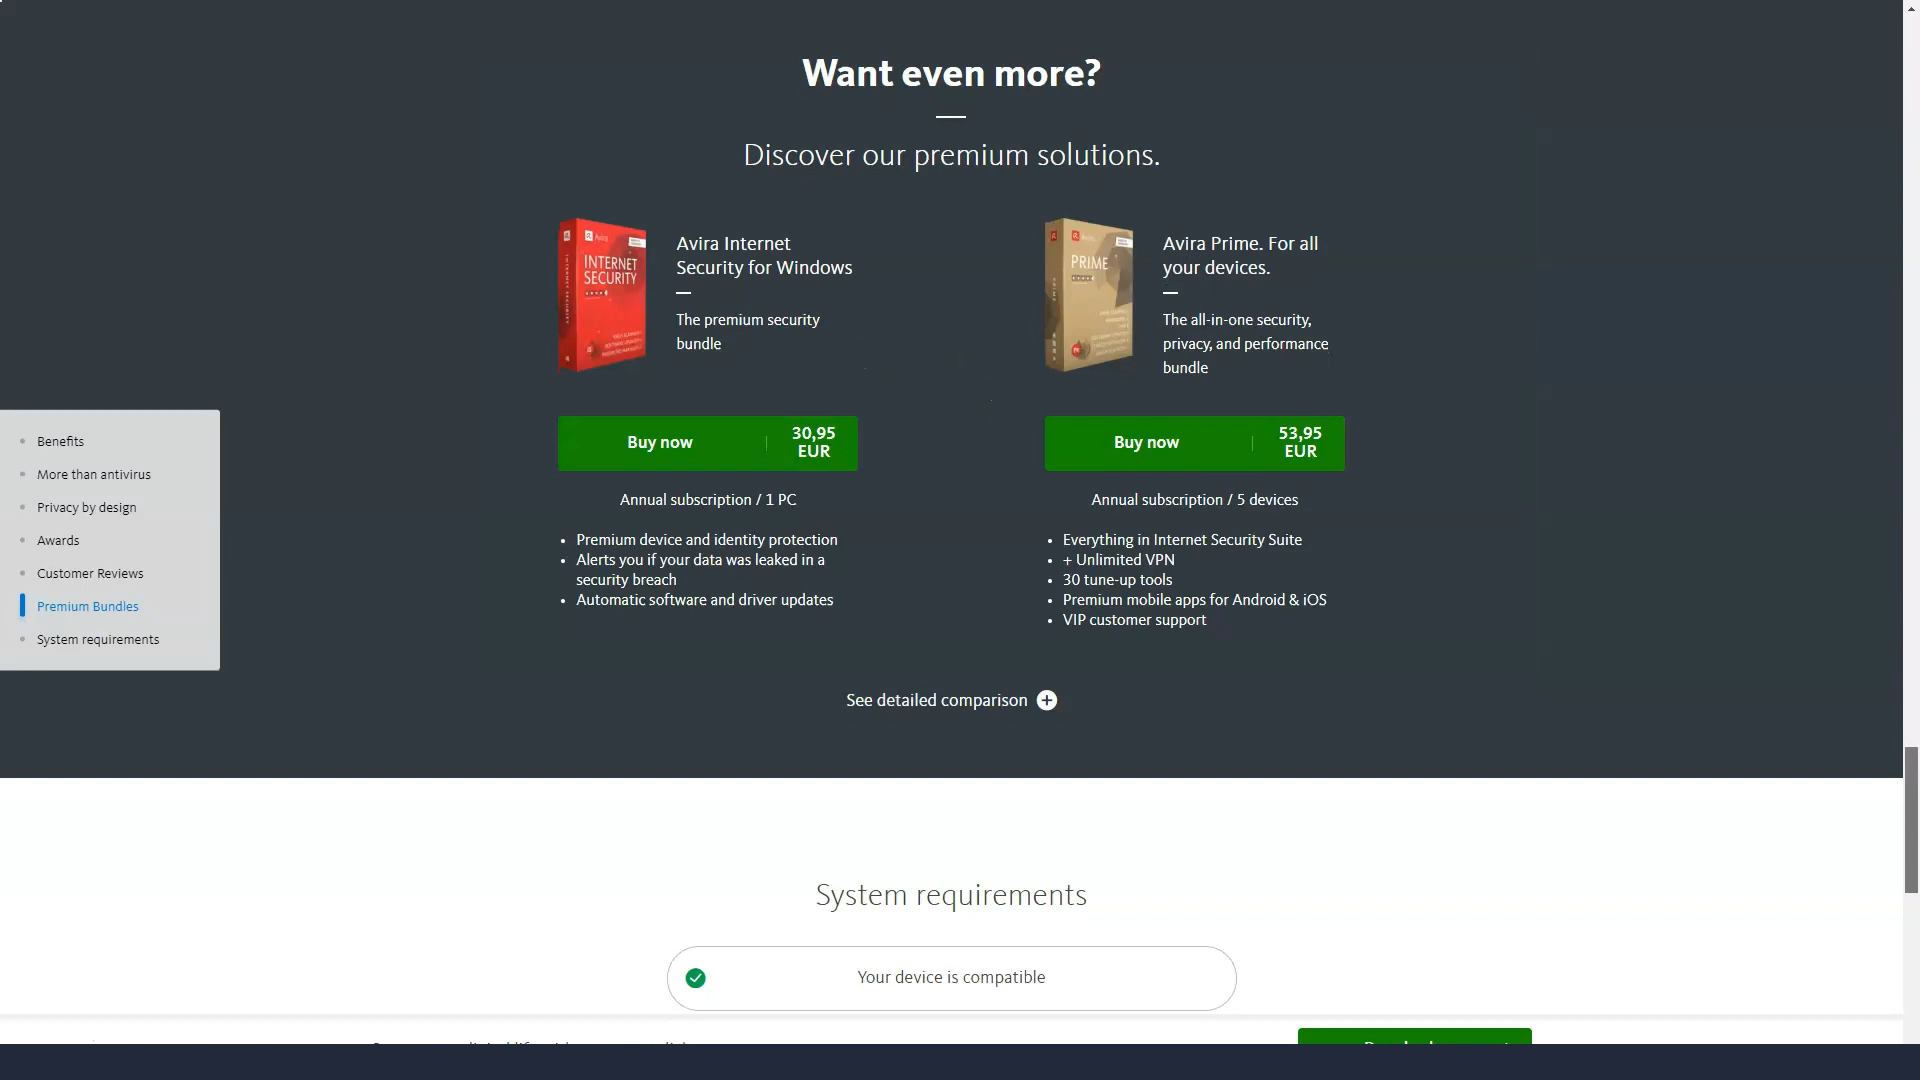 Want even more?
Discover our premium solutions.
Avira Internet
Security for Windows
The premium security
bundle
INTERNET
SECURITY
Buy now
30,95
EUR
Annual subscription / 1 PC
• Premium device and identity protection
• Alerts you if your data was leaked in a
security breach
• Automatic software and driver updates
Avira Prime. For all
your devices.
The all-in-one security,
privacy, and performance
bundle
PRIME
Buy now
53,95
EUR
Annual subscription / 5 devices
• Everything in Internet Security Suite
• + Unlimited VPN
• 30 tune-up tools
• Premium mobile apps for Android & iOS
• VIP customer support
See detailed comparison
Benefits
More than antivirus
Privacy by design
Awards
Customer Reviews
Premium Bundles
System requirements
System requirements
Your device is compatible